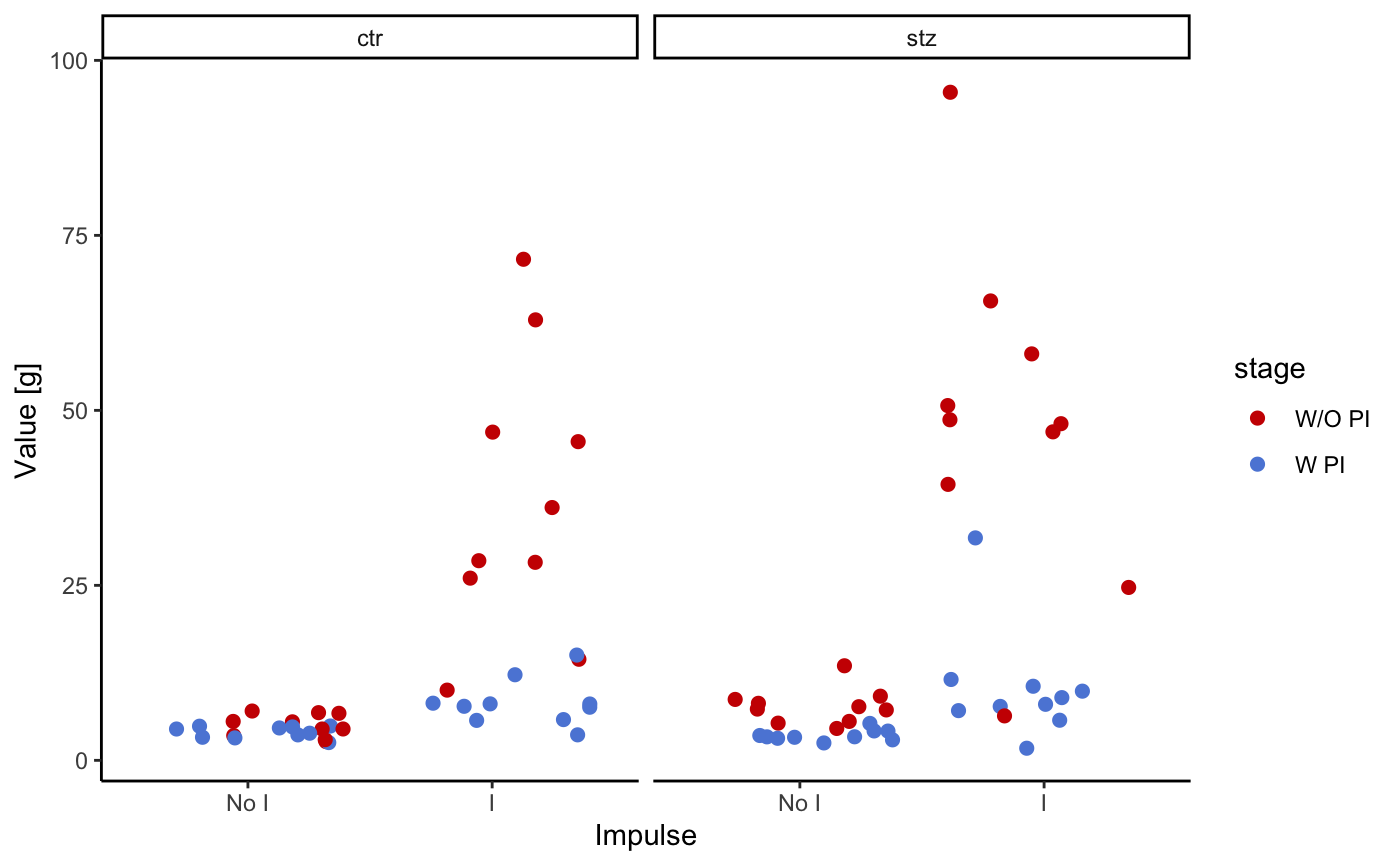 ctr
stz
100
75
50
25
0
Value [g]
No I
I
No I
I
Impulse
stage
W/O PI
W PI